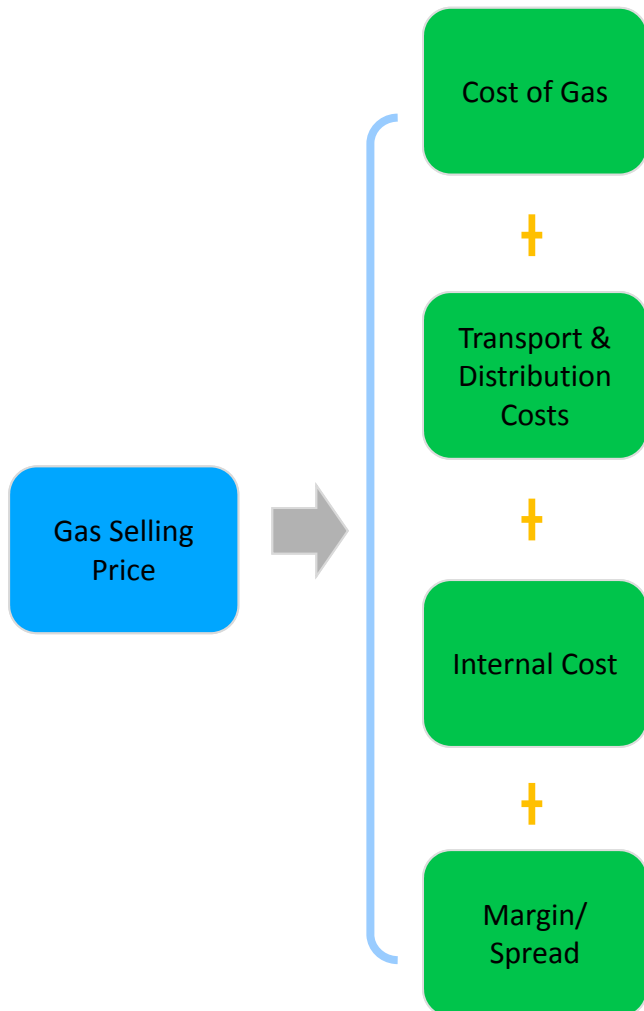 Cost of Gas
Transport &
Distribution
Costs
Gas Selling
Price
Internal Cost
Margin/
Spread